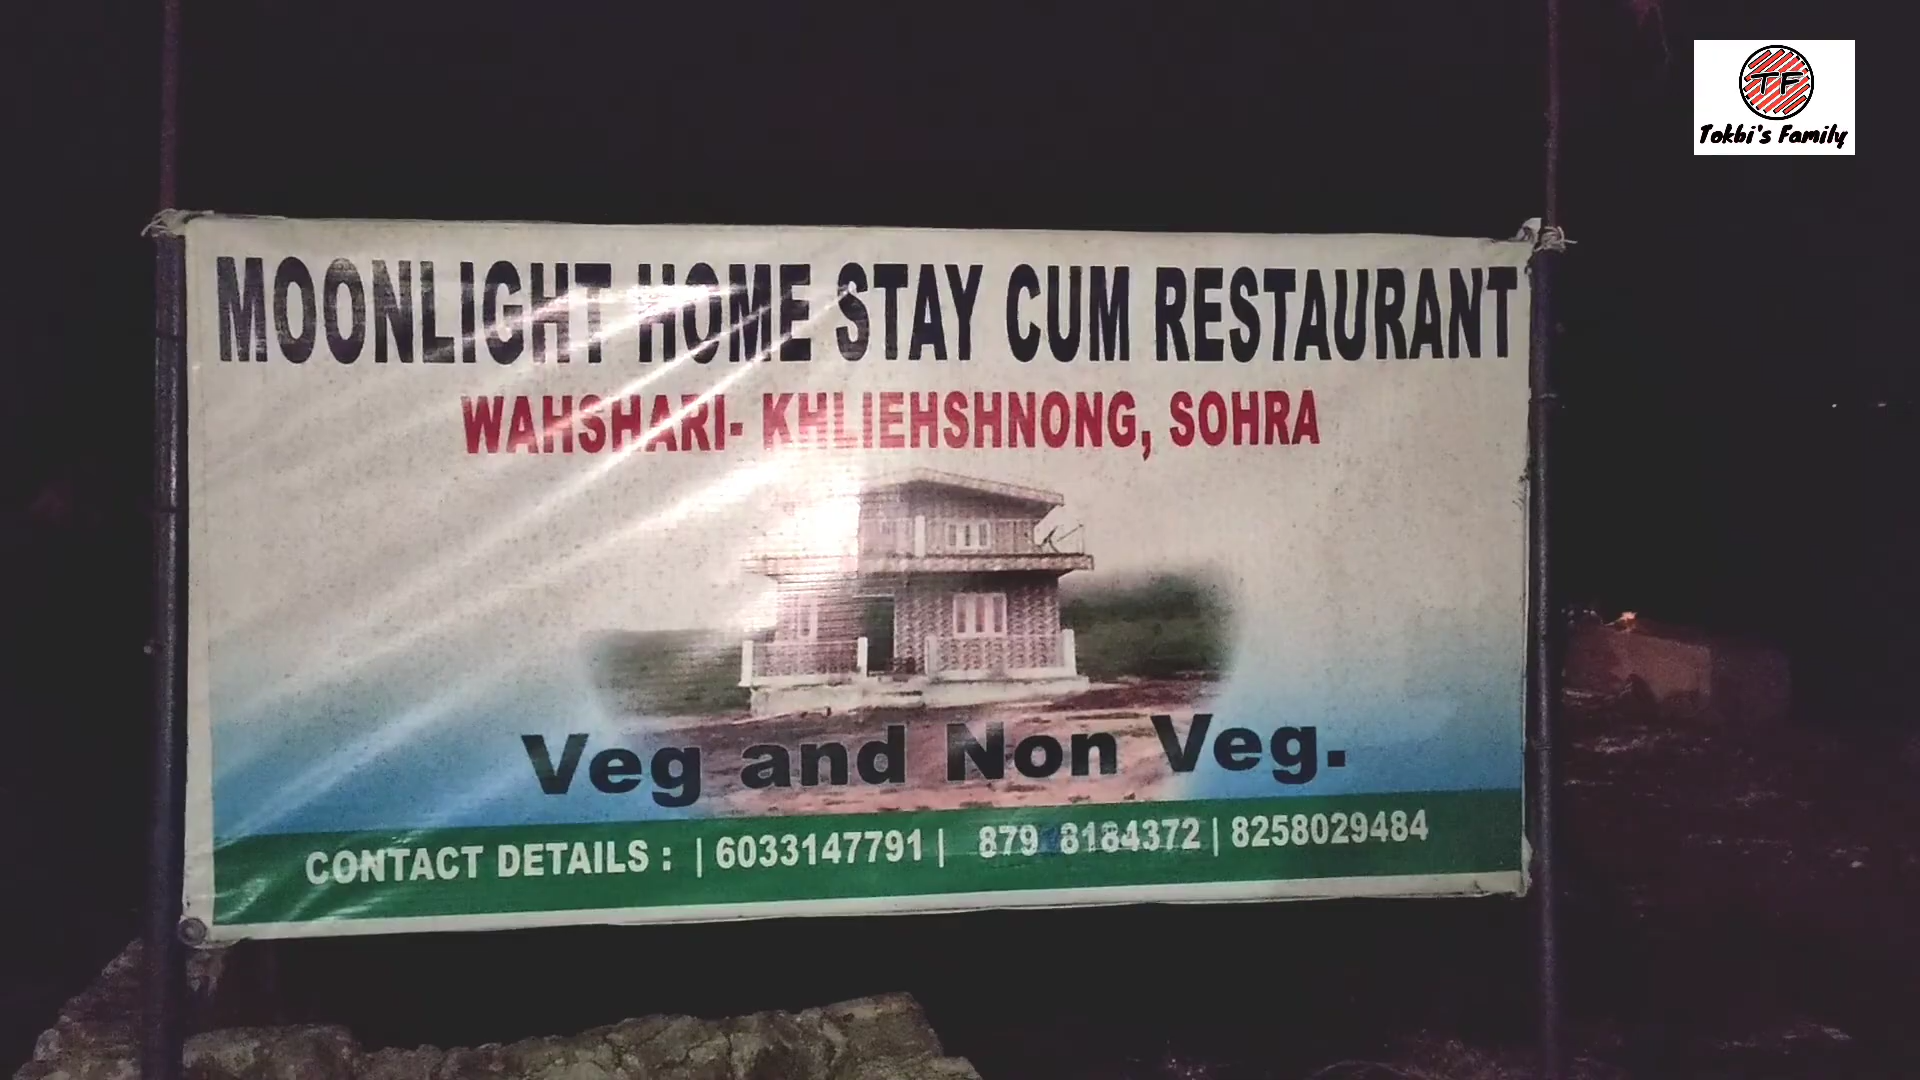 TF
Tokbi's Family
MOONLIGHT HOME STAY CUM RESTAURANT
WAHSHARI- KHLIEHSHNONG, SOHRA
Veg and Non Veg.
CONTACT DETAILS : | 6033147791 | 879 8184372 | 8258029484